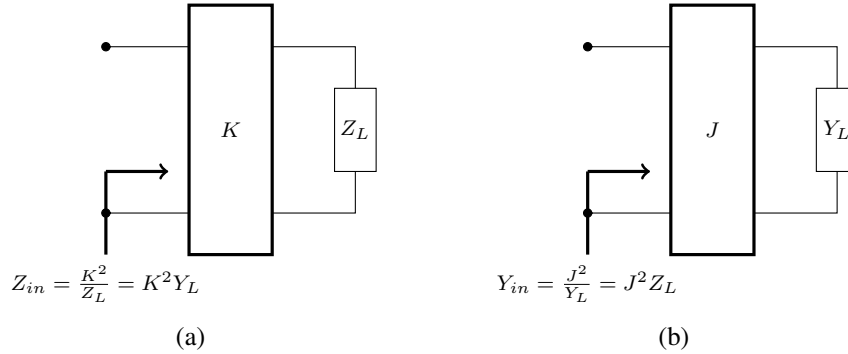 K
Z_L
J
Y_L
Z_{in} = \frac{K^2}{Z_L} = K^2 Y_L
Y_{in} = \frac{J^2}{Y_L} = J^2 Z_L
(a)
(b)